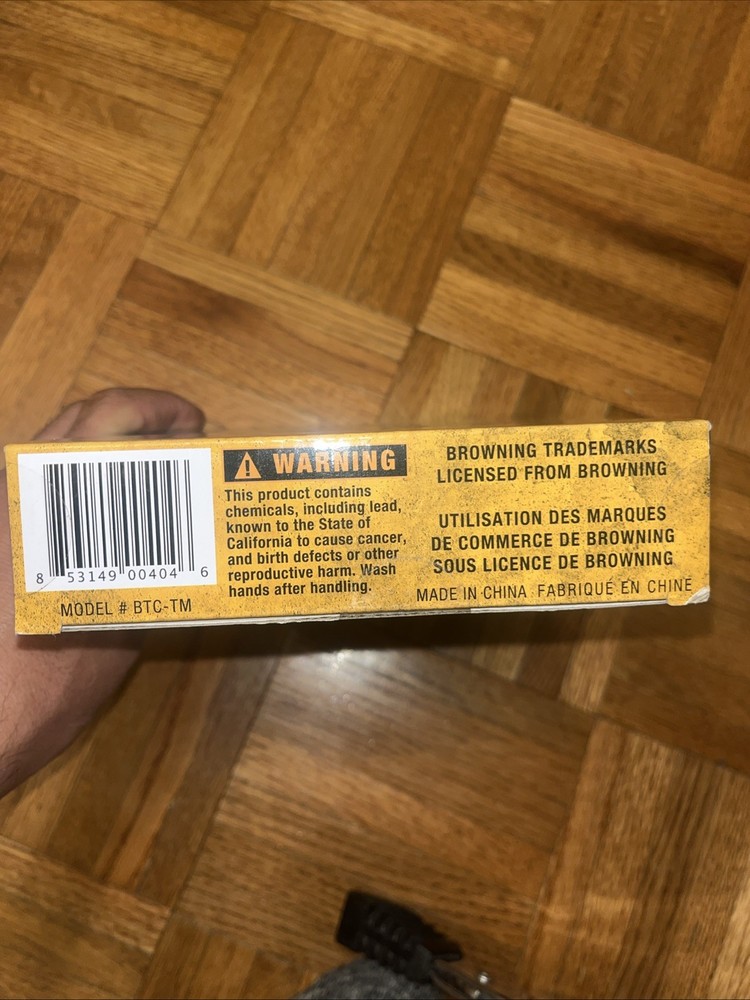 8 53149 00404 6
MODEL # BTC-TM
WARNING
This product contains
chemicals, including lead,
known to the State of
California to cause cancer,
and birth defects or other
reproductive harm. Wash
hands after handling.
BROWNING TRADEMARKS
LICENSED FROM BROWNING
UTILISATION DES MARQUES
DE COMMERCE DE BROWNING
SOUS LICENCE DE BROWNING
MADE IN CHINA FABRIQUÉ EN CHINE